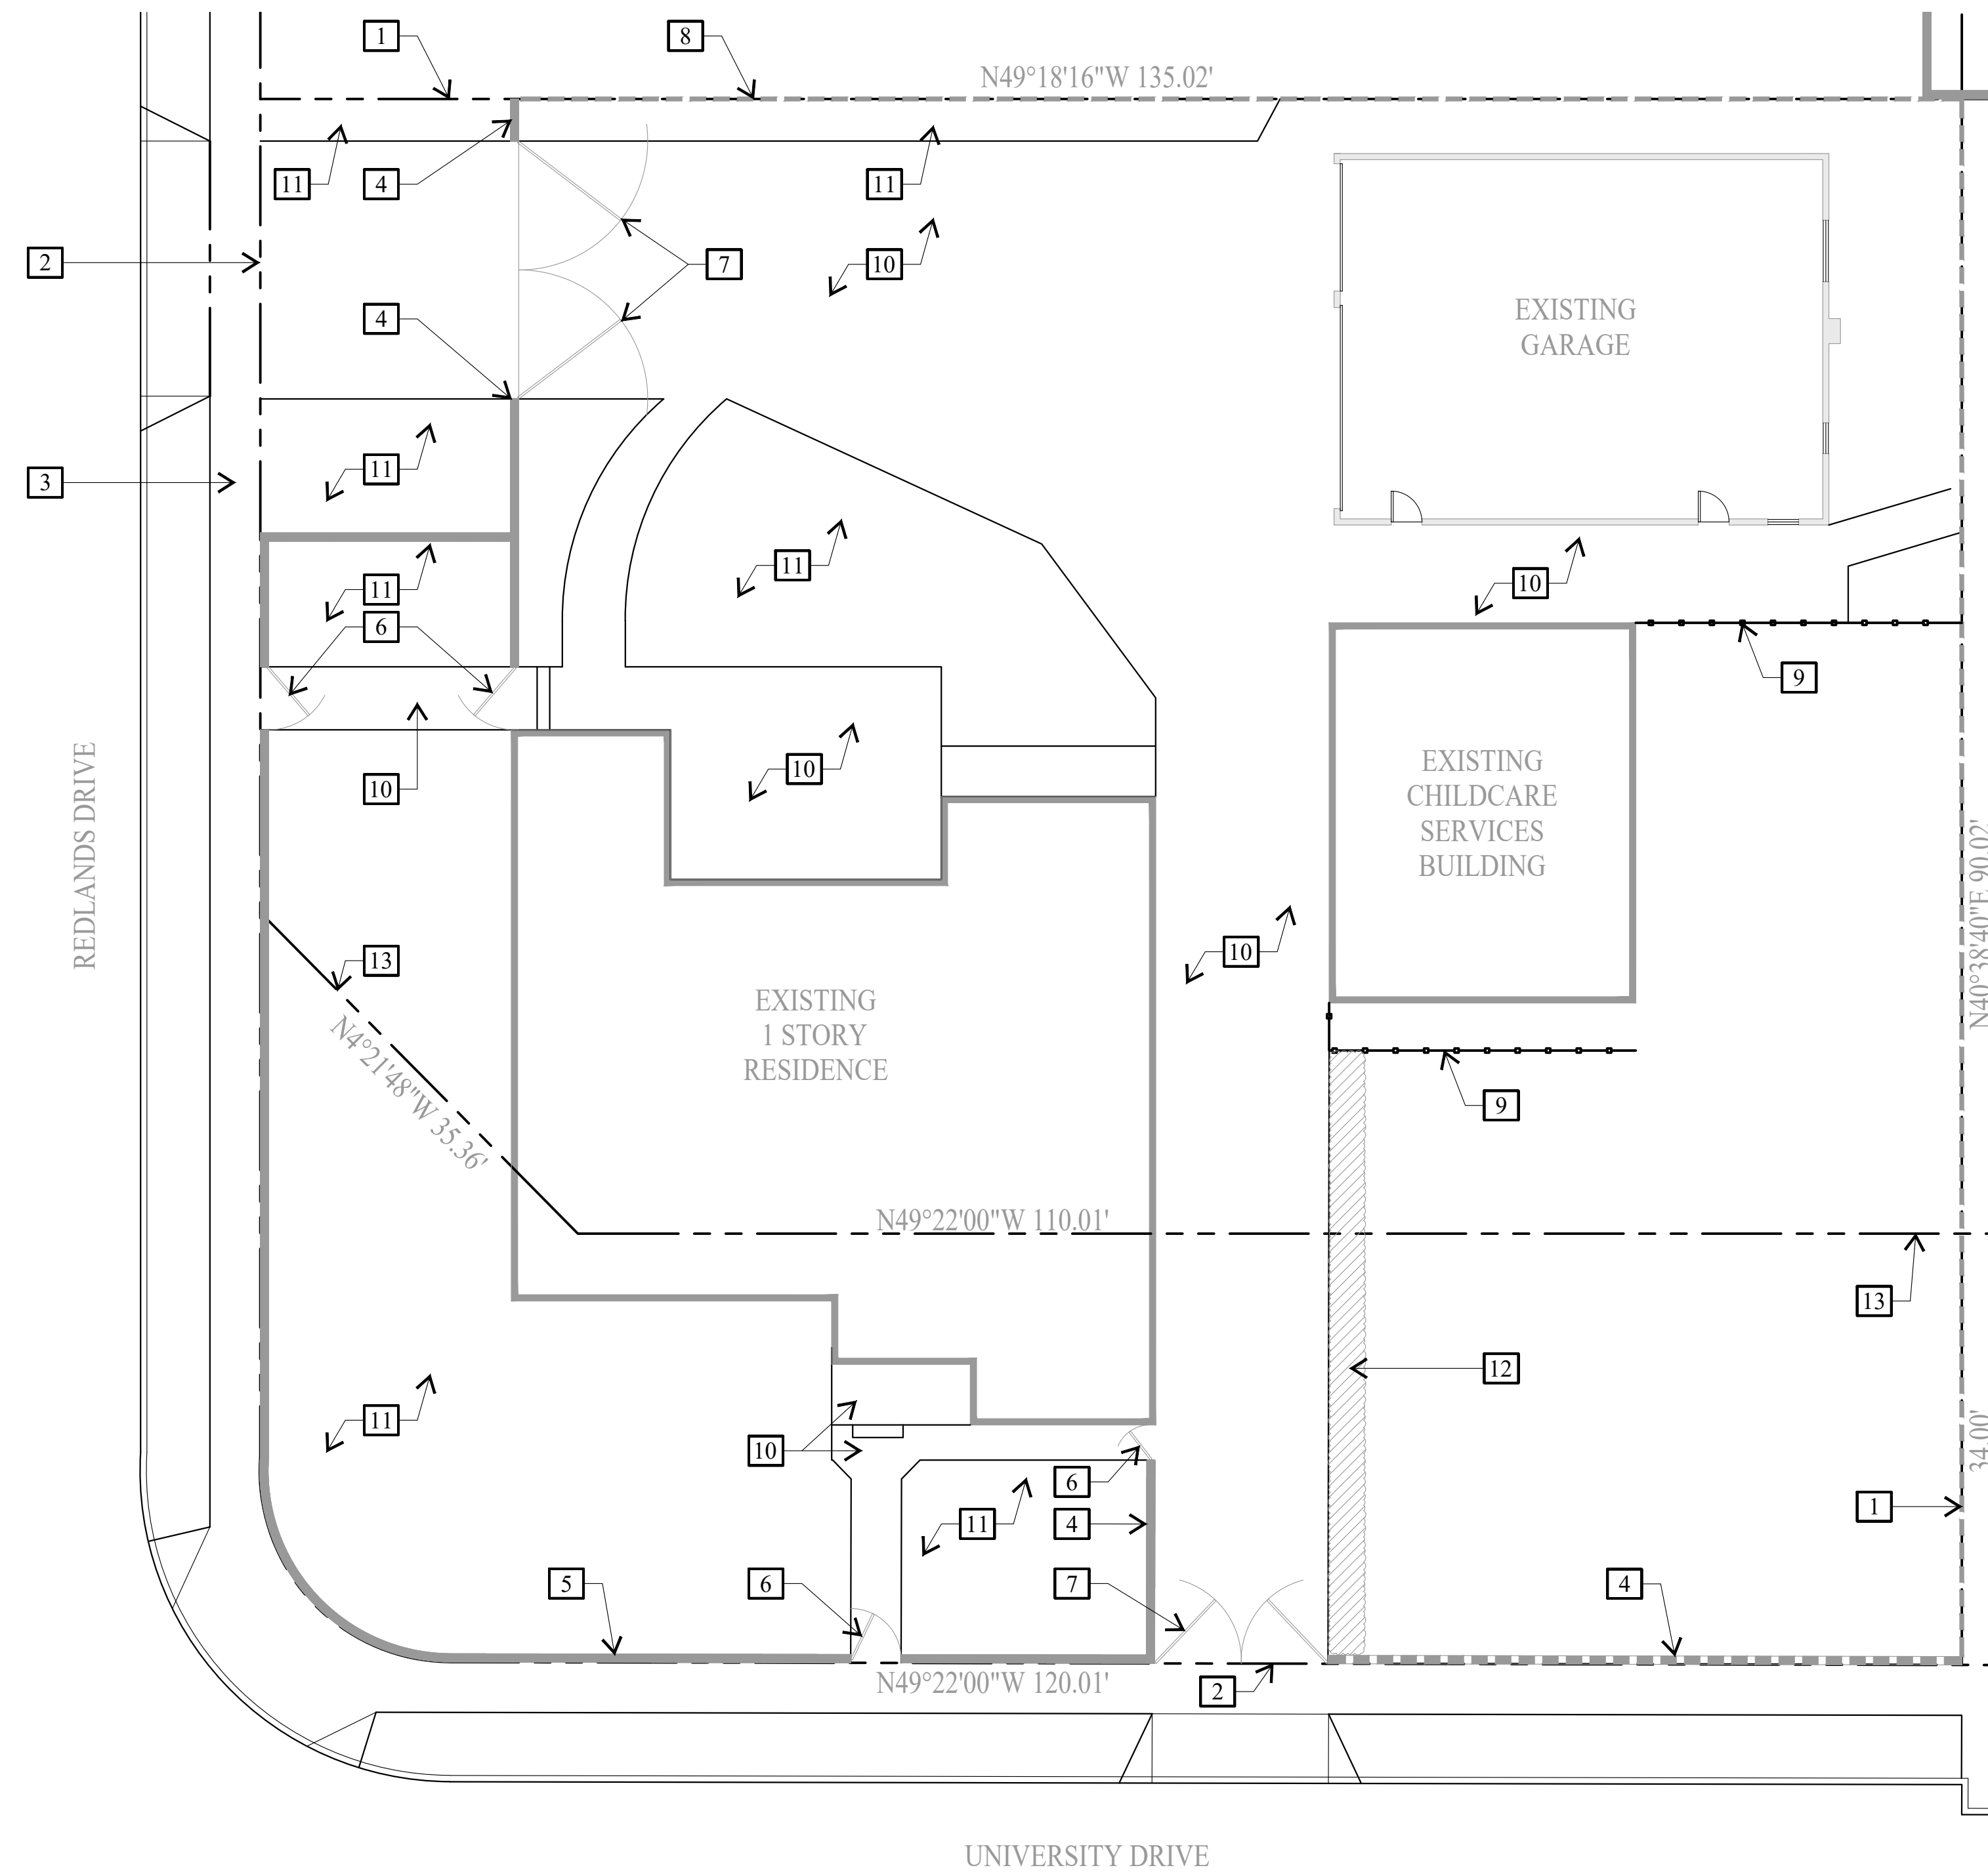 1
8
N49°18'16"W 135.02'
11
4
11
2
7
10
4
EXISTING
GARAGE
3
11
11
11
10
6
9
REDLANDS DRIVE
10
10
EXISTING
CHILDCARE
SERVICES
BUILDING
N40°38'40"E 90.02'
13
10
EXISTING
1 STORY
RESIDENCE
N4°21'48"W 35.36'
9
N49°22'00"W 110.01'
13
12
11
10
6
34.00'
1
11
4
5
6
7
4
N49°22'00"W 120.01'
2
UNIVERSITY DRIVE